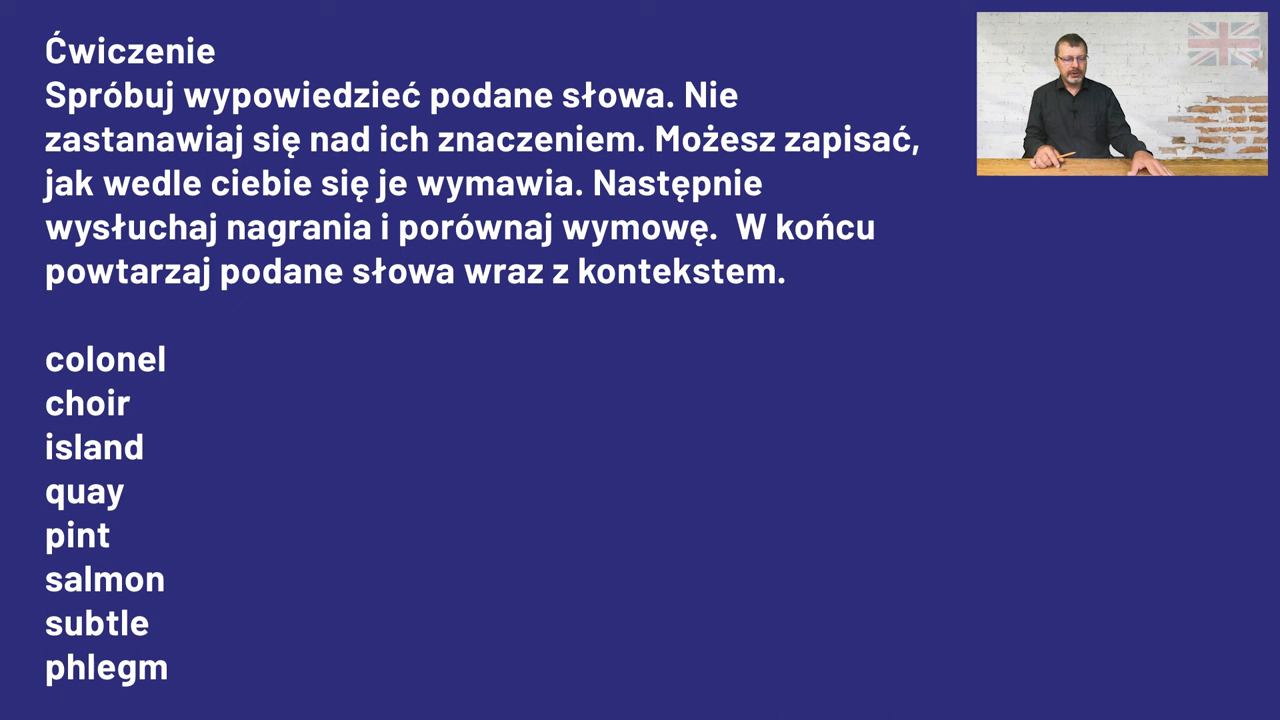 Ćwiczenie
Spróbuj wypowiedzieć podane słowa. Nie
zastanawiaj się nad ich znaczeniem. Możesz zapisać,
jak wedle ciebie się je wymawia. Następnie
wysłuchaj nagrania i porównaj wymowę.  W końcu
powtarzaj podane słowa wraz z kontekstem.
colonel
choir
island
quay
pint
salmon
subtle
phlegm